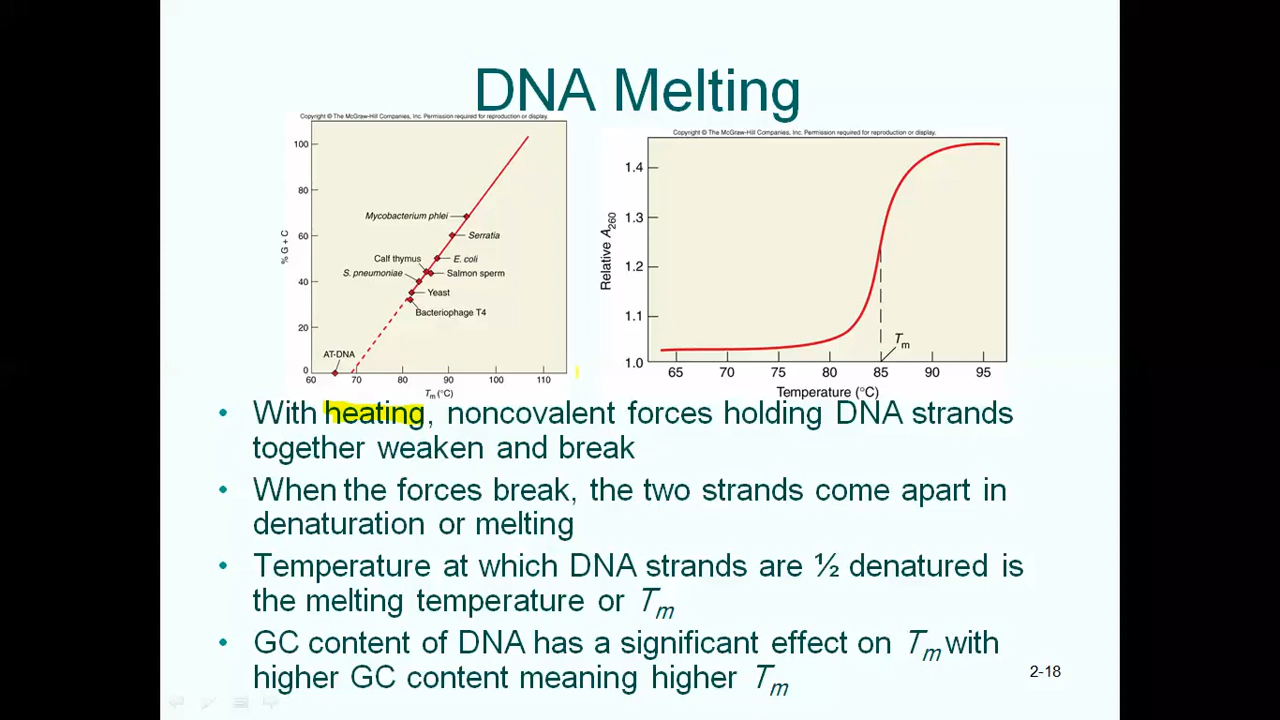 DNA Melting
Copyright © The McGraw-Hill Companies, Inc. Permission required for reproduction or display.
100
80
60
40
20
0
% G + C
Mycobacterium phlei
Serratia
Calf thymus
E. coli
S. pneumoniae
Salmon sperm
Yeast
Bacteriophage T4
AT-DNA
60 70 80 90 100 110
Tm (°C)
Copyright © The McGraw-Hill Companies, Inc. Permission required for reproduction or display.
1.4
1.3
1.2
1.1
1.0
Relative A260
Tm
65 70 75 80 85 90 95
Temperature (°C)
• With heating, noncovalent forces holding DNA strands
together weaken and break
• When the forces break, the two strands come apart in
denaturation or melting
• Temperature at which DNA strands are ½ denatured is
the melting temperature or Tm
• GC content of DNA has a significant effect on Tm with
higher GC content meaning higher Tm
2-18